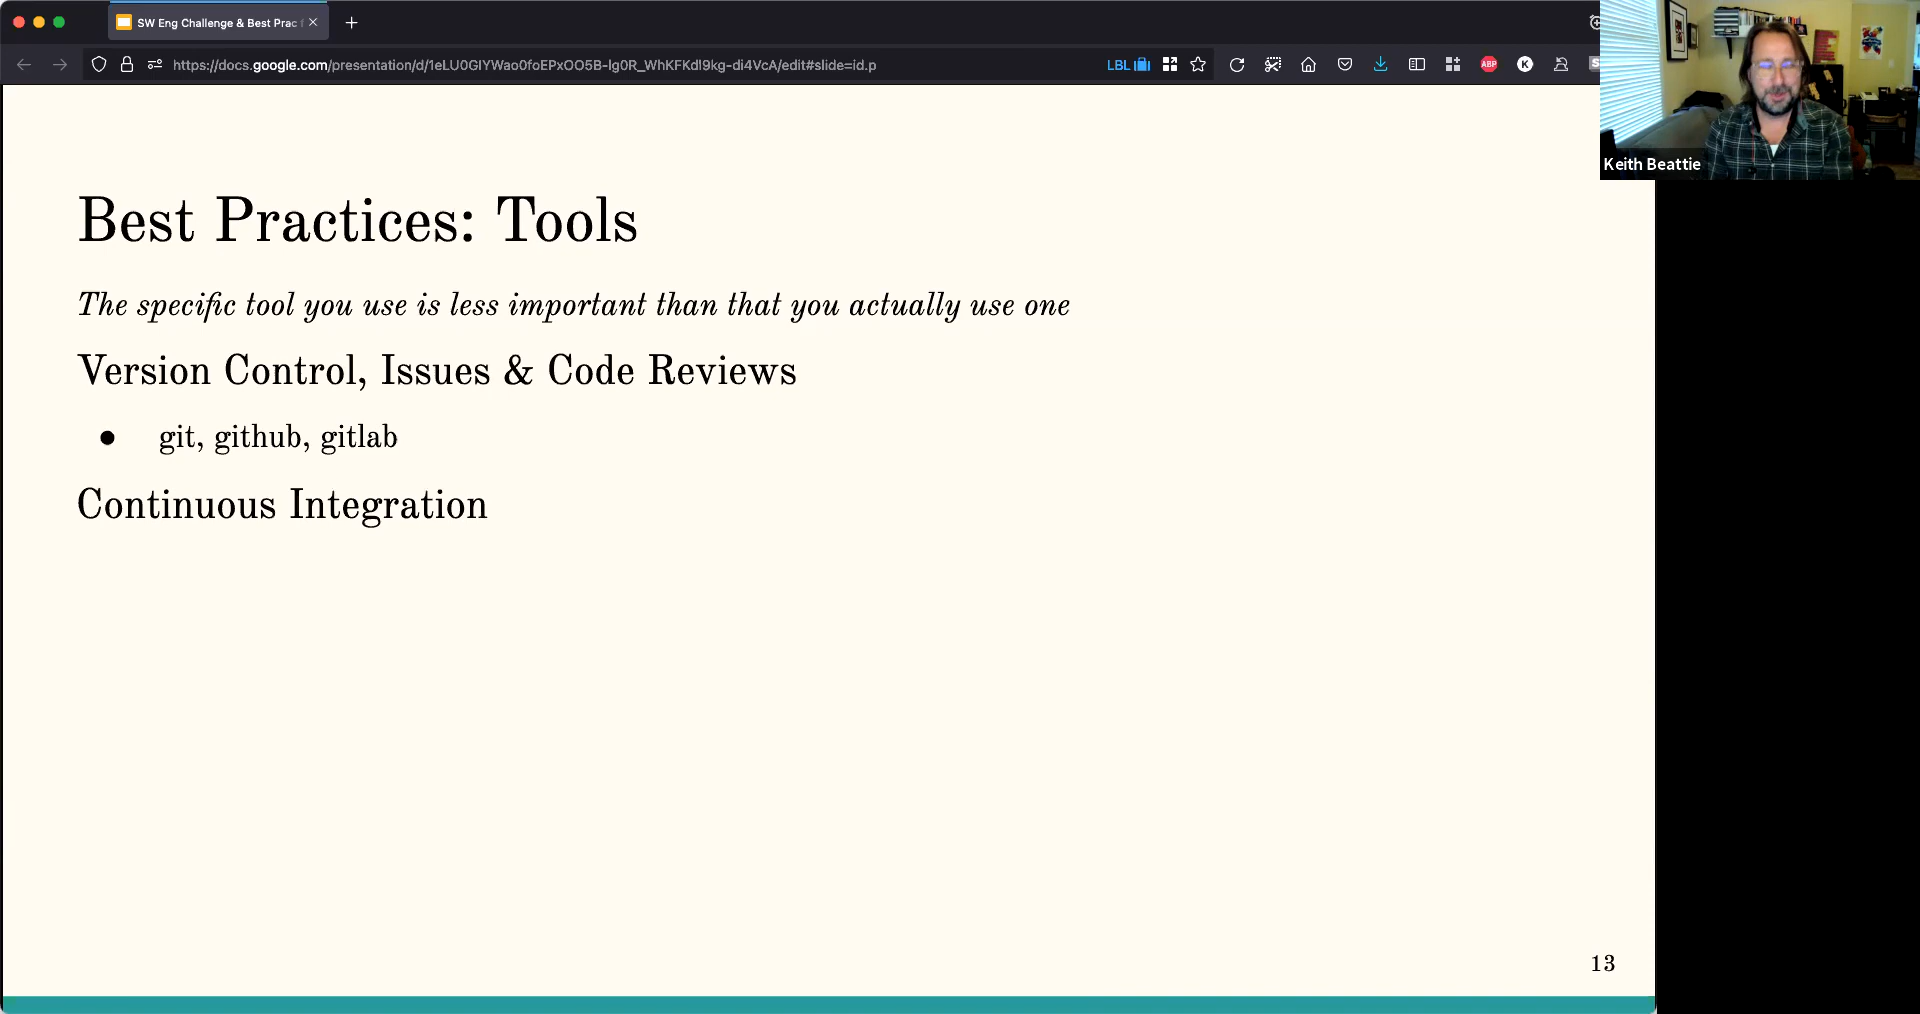 SW Eng Challenge & Best Prac
https://docs.google.com/presentation/d/1eLU0GIYWao0foEPxOO5B-Ig0R_WhKFKdl9kg-di4VcA/edit#slide=id.p
LBL
ABP
K
S
Keith Beattie
Best Practices: Tools
The specific tool you use is less important than that you actually use one
Version Control, Issues & Code Reviews
● git, github, gitlab
Continuous Integration
13